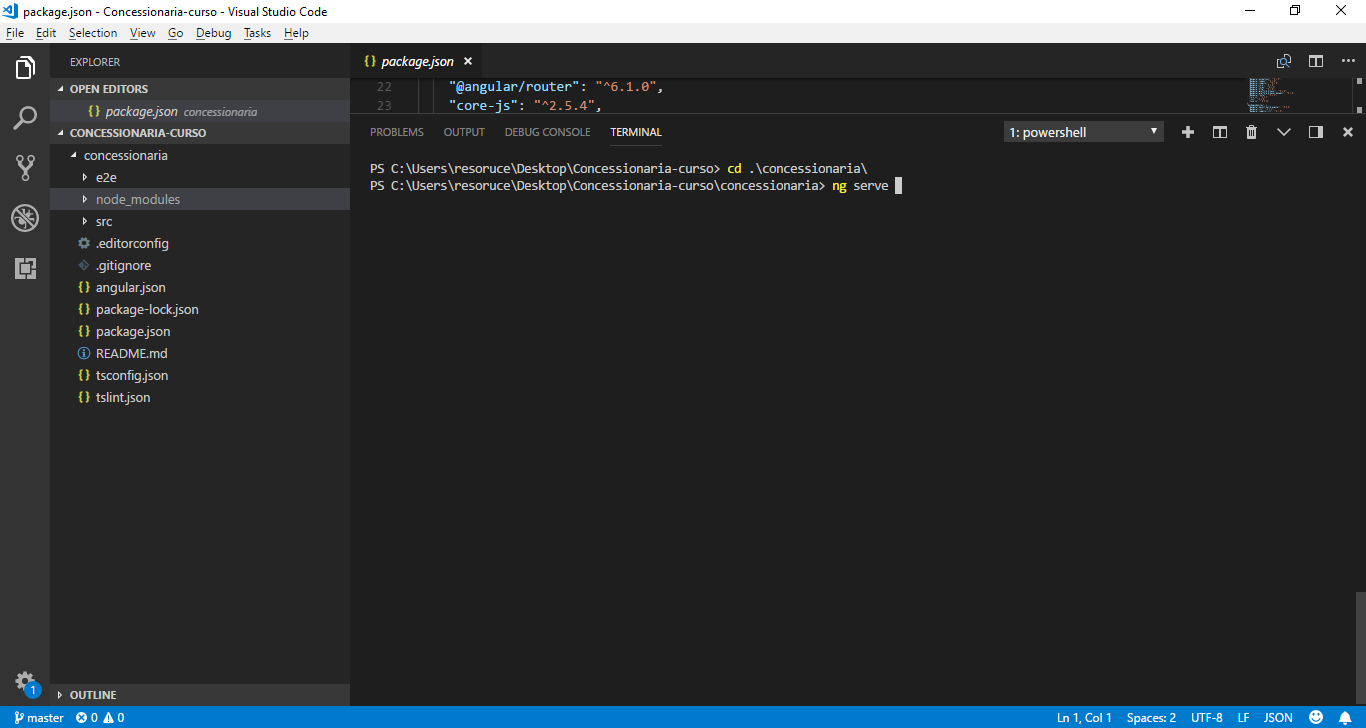 package.json - Concessionaria-curso - Visual Studio Code
File Edit Selection View Go Debug Tasks Help
EXPLORER
OPEN EDITORS
{} package.json concessionaria
CONCESSIONARIA-CURSO
concessionaria
e2e
node_modules
src
.editorconfig
.gitignore
{} angular.json
{} package-lock.json
{} package.json
README.md
{} tsconfig.json
{} tslint.json
OUTLINE
{} package.json
22 "@angular/router": "^6.1.0",
23 "core-js": "^2.5.4",
PROBLEMS OUTPUT DEBUG CONSOLE TERMINAL 1: powershell
PS C:\Users\resoruce\Desktop\Concessionaria-curso> cd .\concessionaria\
PS C:\Users\resoruce\Desktop\Concessionaria-curso\concessionaria> ng serve
1
master 0 0 Ln 1, Col 1 Spaces: 2 UTF-8 LF JSON